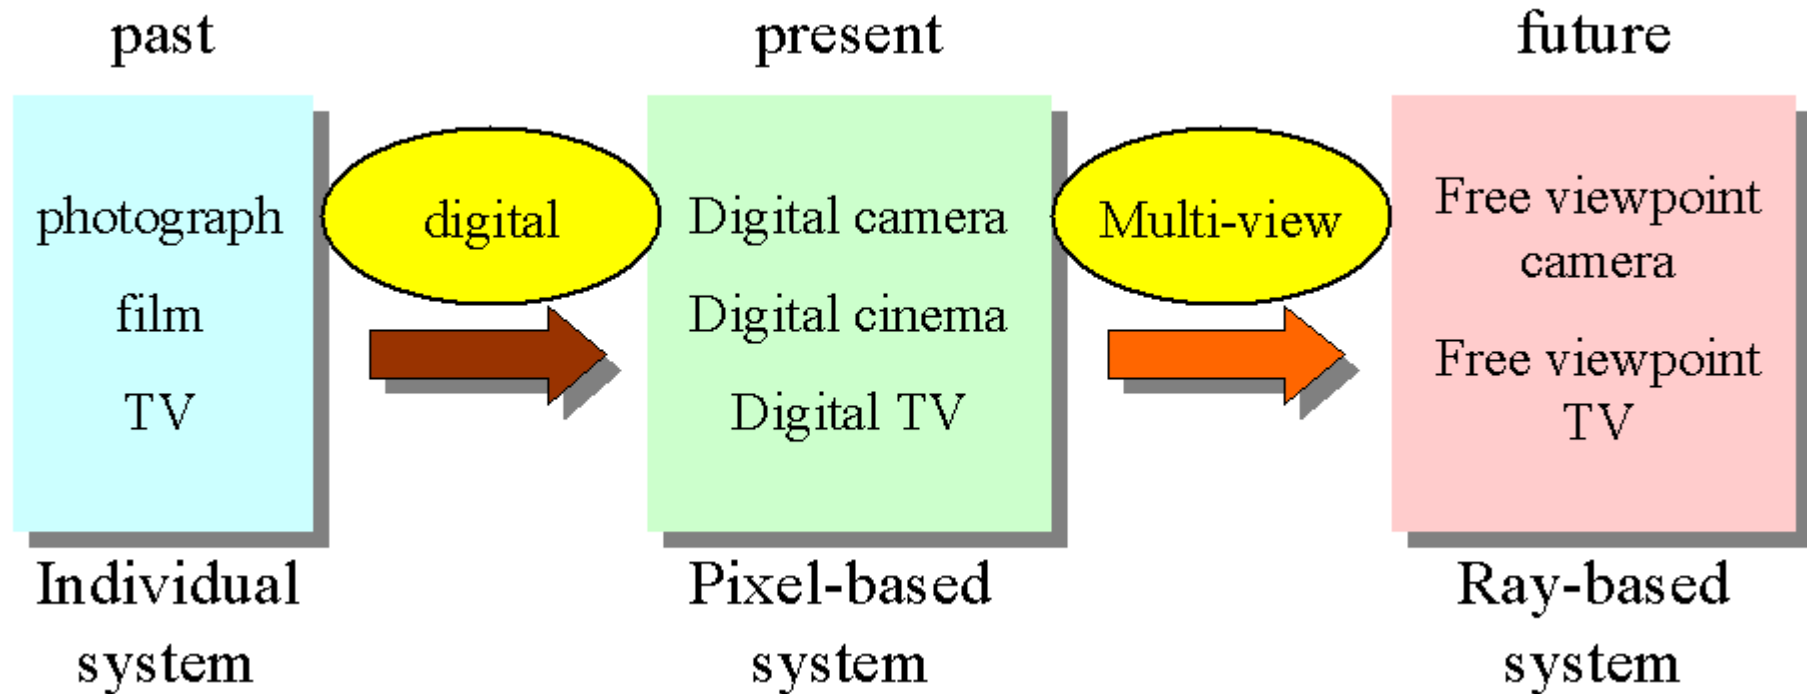 past
present
future
photograph
film
TV
digital
Digital camera
Digital cinema
Digital TV
Multi-view
Free viewpoint
camera
Free viewpoint
TV
Individual
system
Pixel-based
system
Ray-based
system